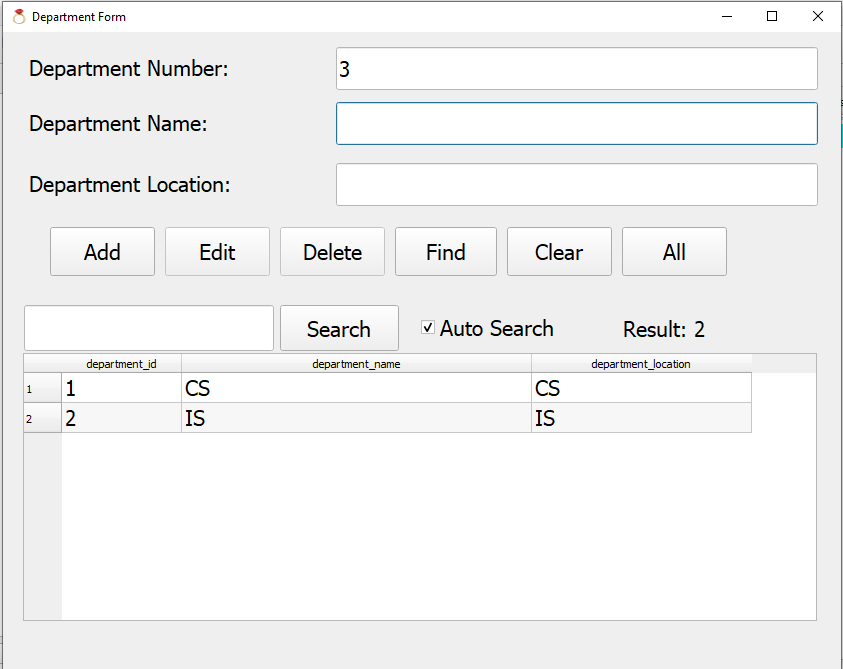 Department Form
Department Number: 3
Department Name:
Department Location:
Add Edit Delete Find Clear All
Search Auto Search Result: 2
department_id department_name department_location
1 1 CS CS
2 2 IS IS